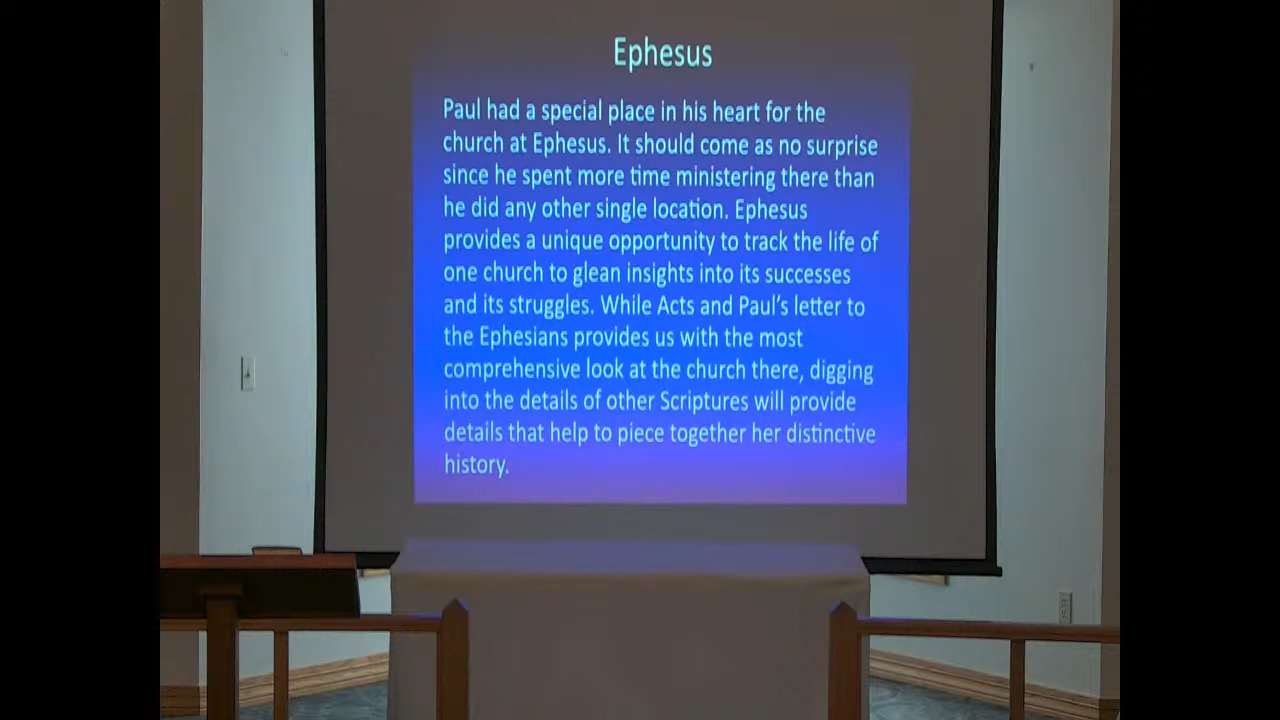 Ephesus
Paul had a special place in his heart for the
church at Ephesus. It should come as no surprise
since he spent more time ministering there than
he did any other single location. Ephesus
provides a unique opportunity to track the life of
one church to glean insights into its successes
and its struggles. While Acts and Paul's letter to
the Ephesians provides us with the most
comprehensive look at the church there, digging
into the details of other Scriptures will provide
details that help to piece together her distinctive
history.